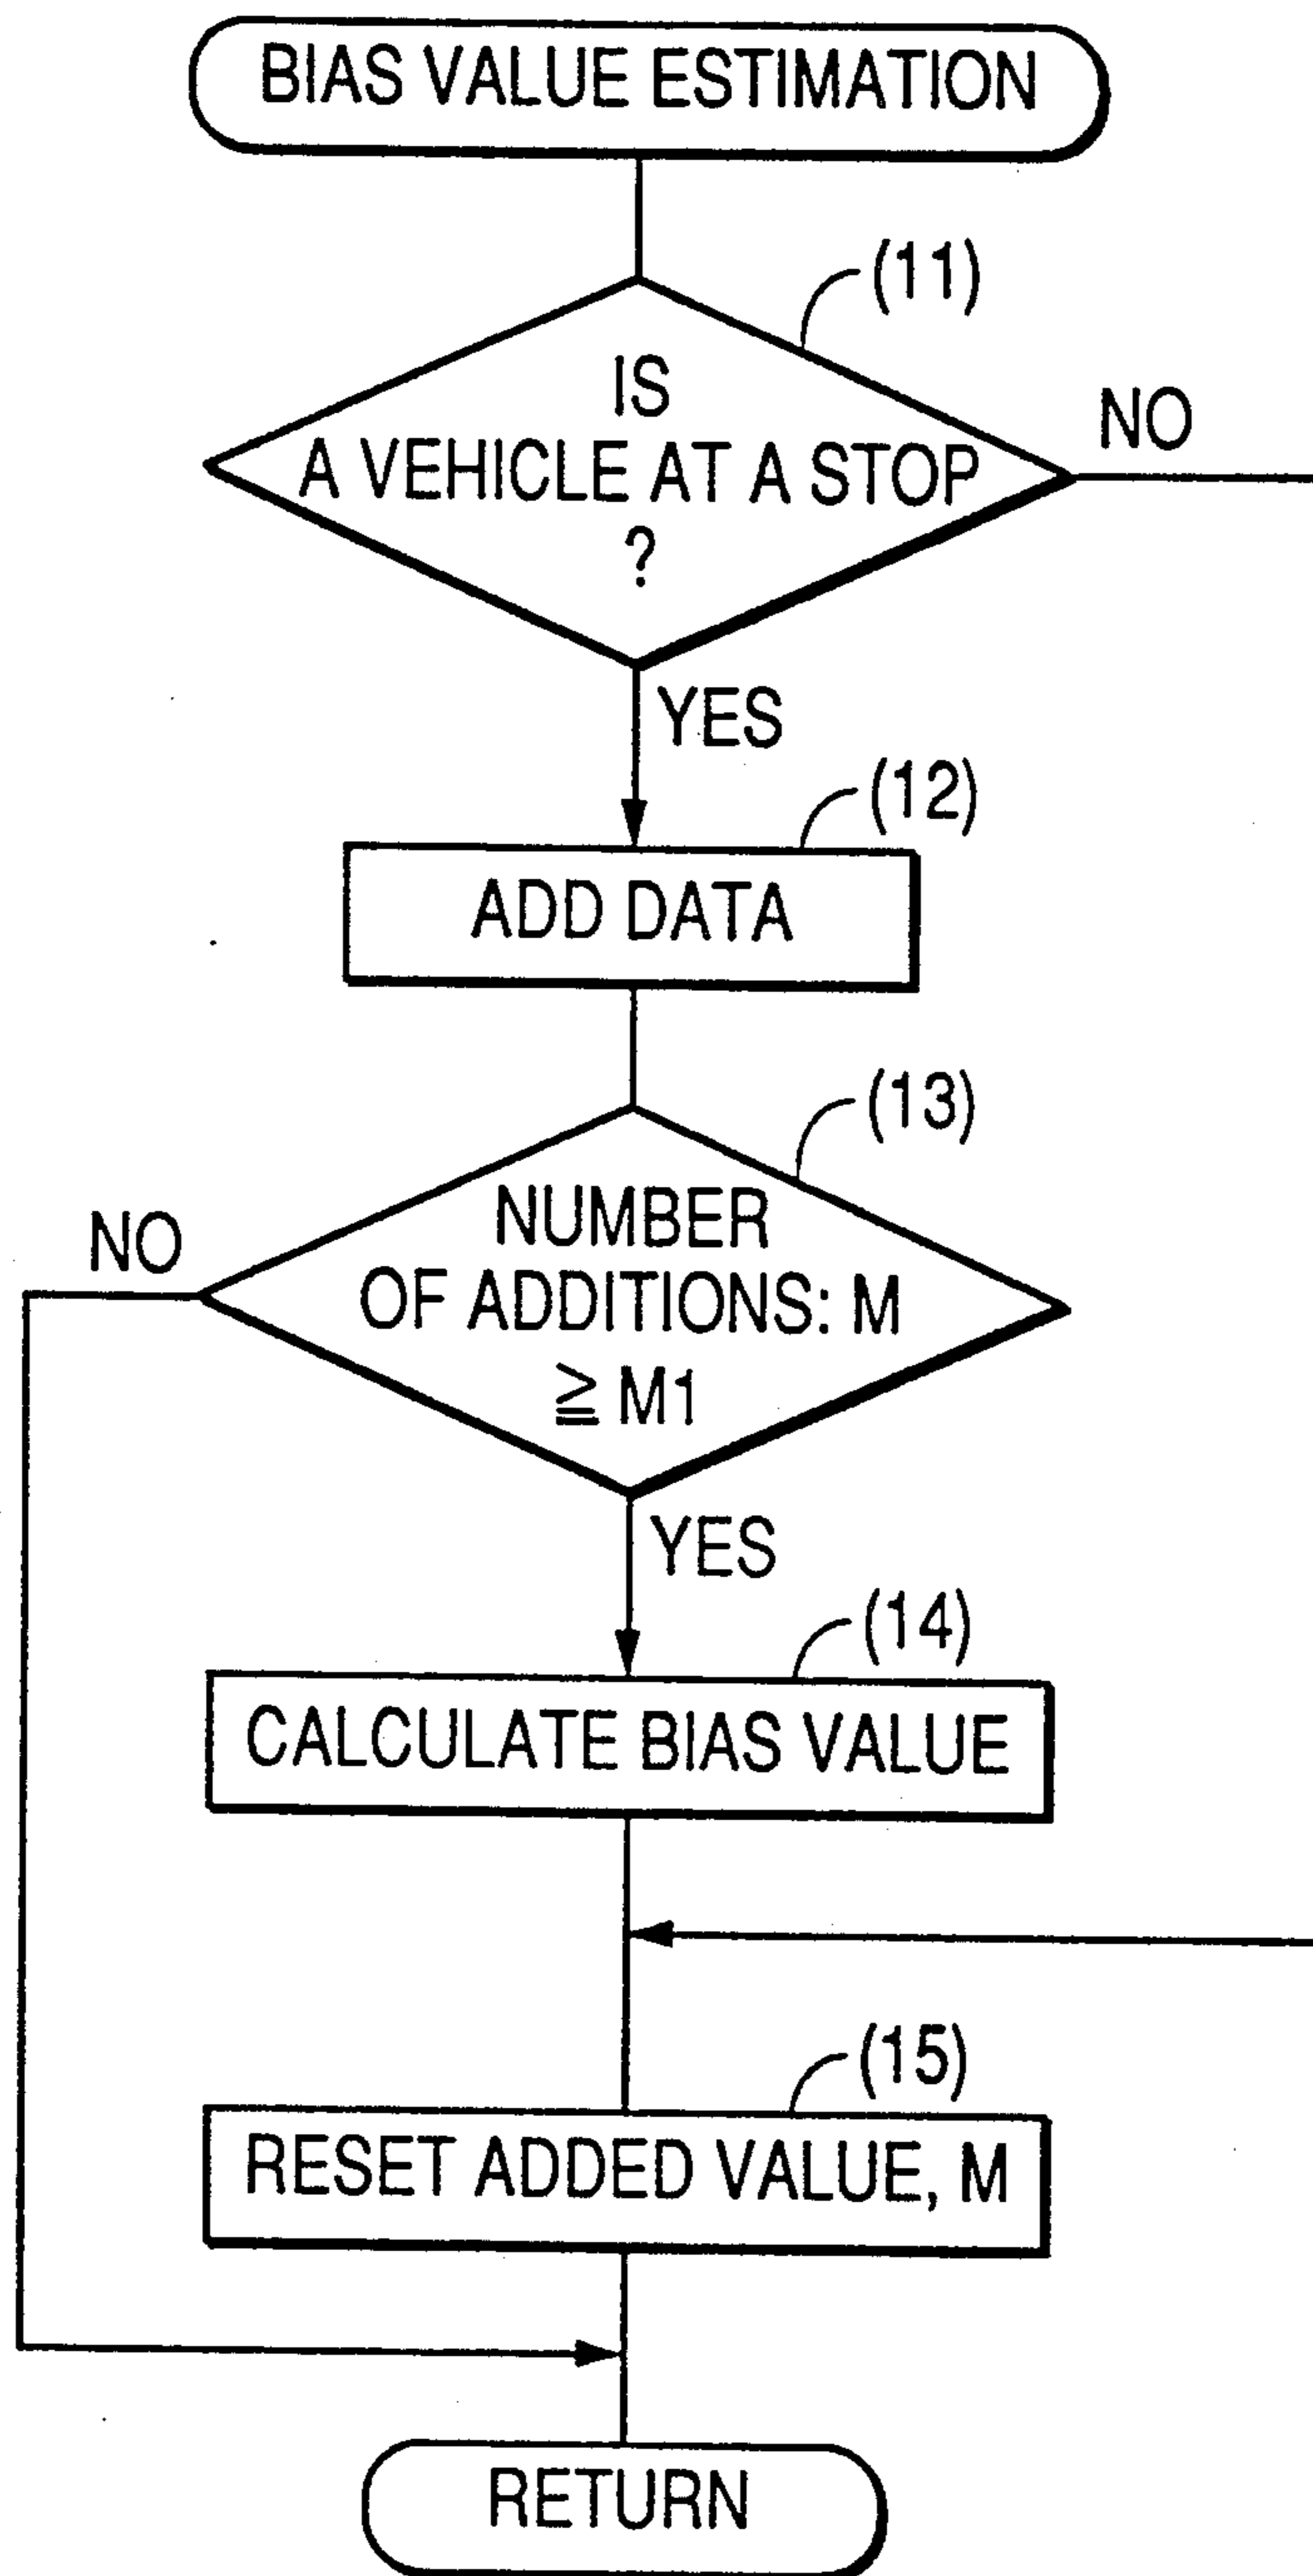 BIAS VALUE ESTIMATION
(11)
IS
A VEHICLE AT A STOP
?
NO
YES
(12)
ADD DATA
(13)
NUMBER
OF ADDITIONS: M
≧ M1
NO
YES
(14)
CALCULATE BIAS VALUE
(15)
RESET ADDED VALUE, M
RETURN